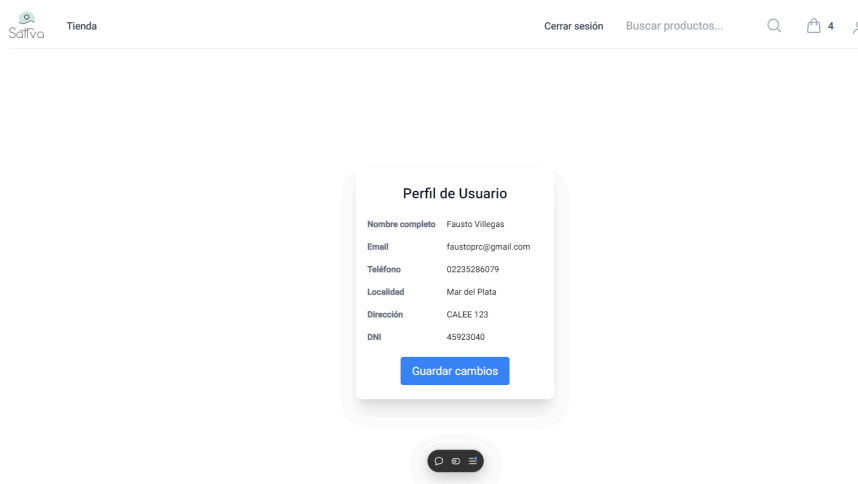 Sattva
Tienda
Cerrar sesión
Buscar productos...
4
Perfil de Usuario
Nombre completo Fausto Villegas
Email faustoprc@gmail.com
Teléfono 02235286079
Localidad Mar del Plata
Dirección CALEE 123
DNI 45923040
Guardar cambios